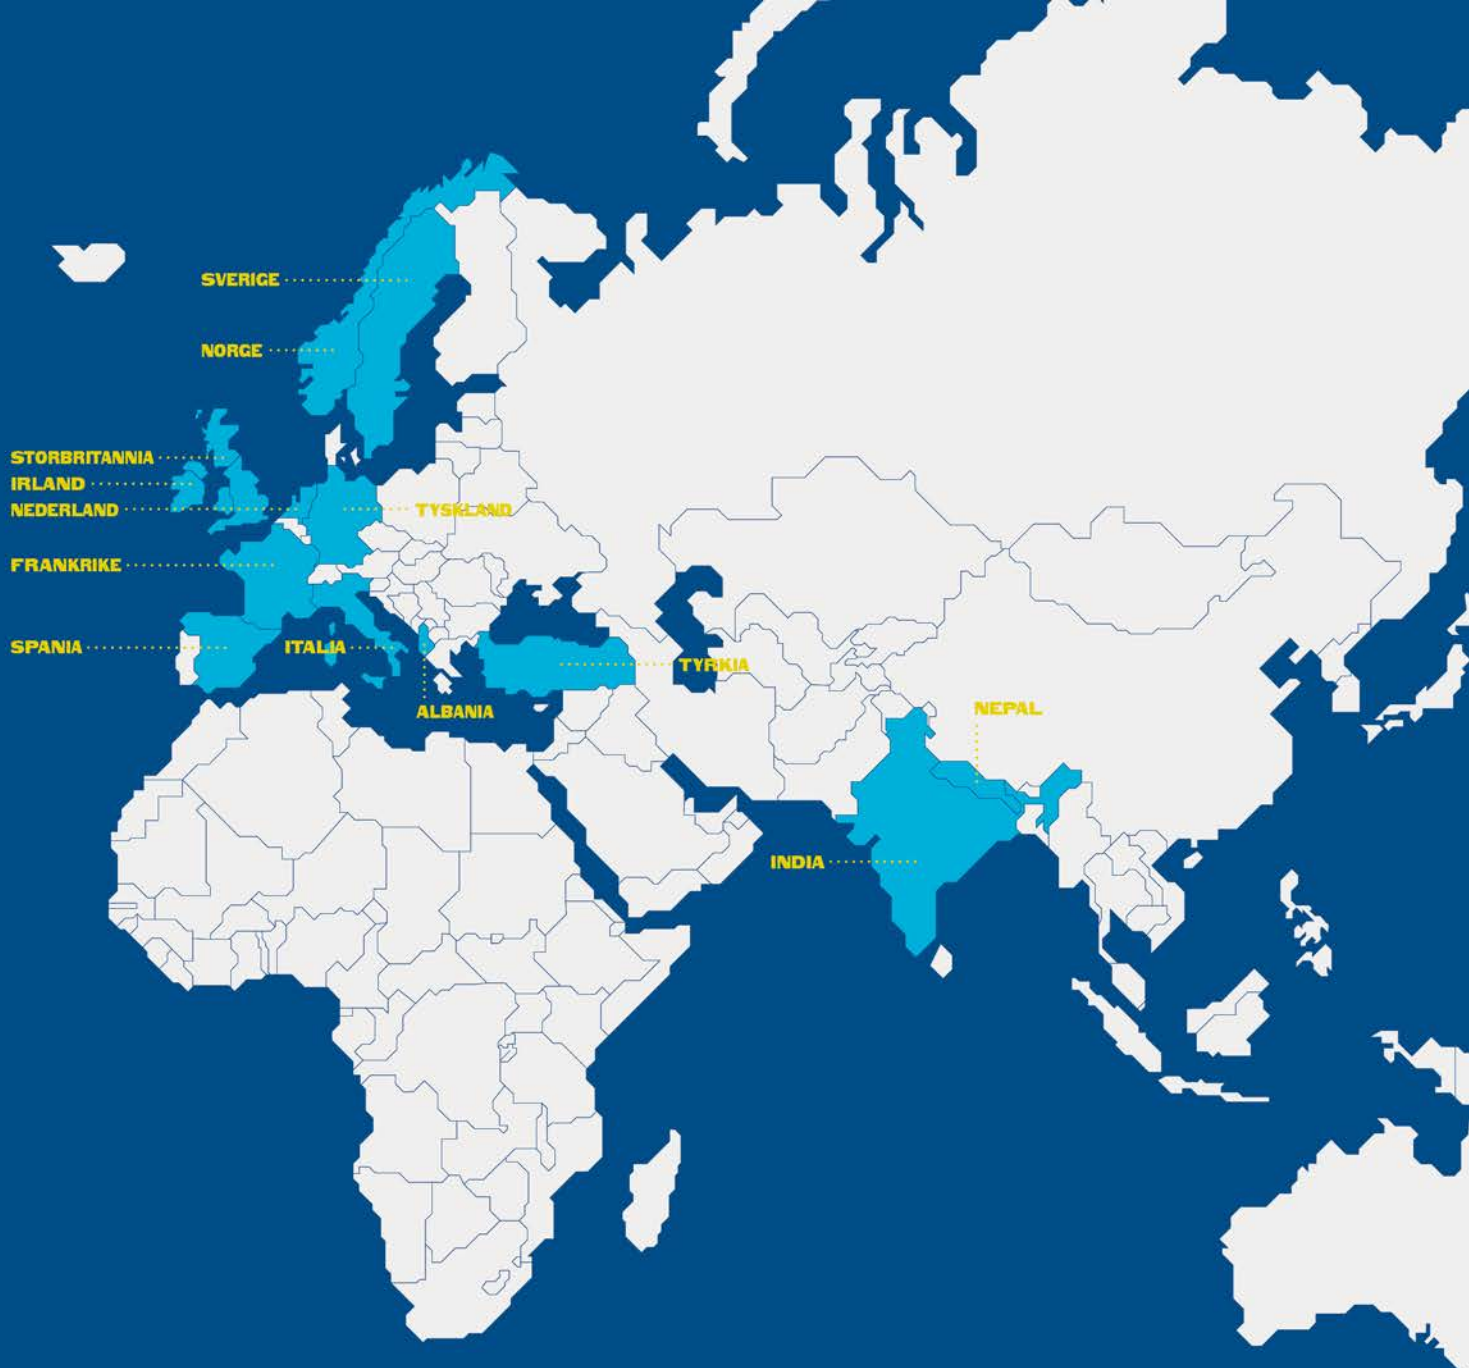 SVERIGE
NORGE
STORBRITANNIA
IRLAND
NEDERLAND
TYSKLAND
FRANKRIKE
SPANIA
ITALIA
TYRKIA
ALBANIA
NEPAL
INDIA